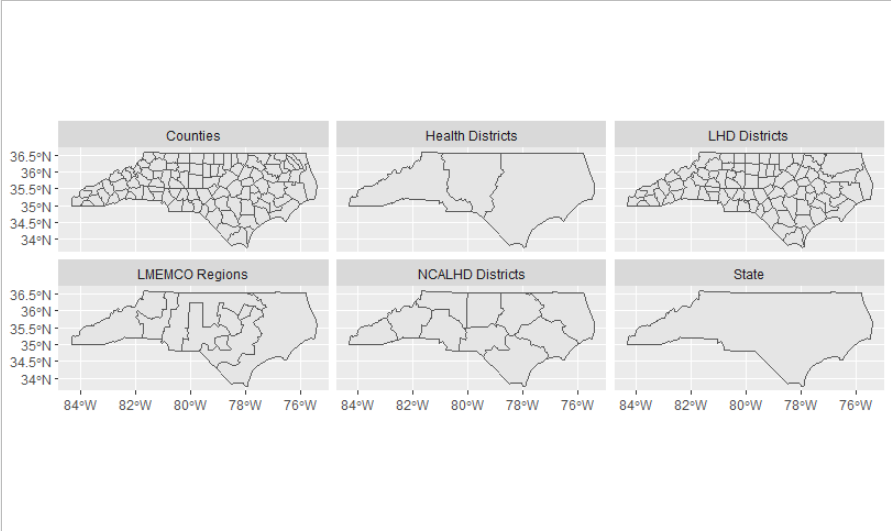 Counties
Health Districts
LHD Districts
36.5°N
36°N
35.5°N
35°N
34.5°N
34°N
LMEMCO Regions
NCALHD Districts
State
36.5°N
36°N
35.5°N
35°N
34.5°N
34°N
84°W 82°W 80°W 78°W 76°W
84°W 82°W 80°W 78°W 76°W
84°W 82°W 80°W 78°W 76°W